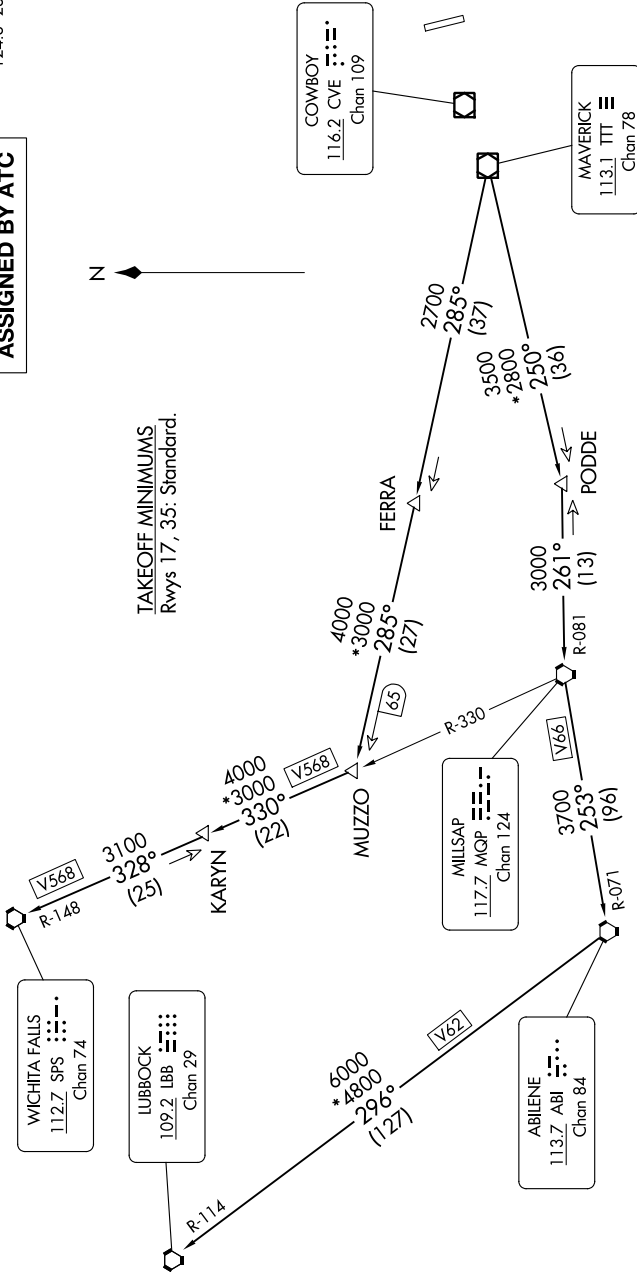 ASSIGNED BY ATC
N
TAKEOFF MINIMUMS
Rwys 17, 35: Standard.
COWBOY
116.2 CVE
Chan 109
MAVERICK
113.1 TTT
Chan 78
2700
285°
(37)
3500
*2800
250°
(36)
FERRA
PODDE
4000
*3000
285°
(27)
3000
261°
(13)
R-081
65
R-330
MUZZO
V568
4000
*3000
330°
(22)
KARYN
3100
328°
(25)
V568
R-148
WICHITA FALLS
112.7 SPS
Chan 74
LUBBOCK
109.2 LBB
Chan 29
MILLSAP
117.7 MQP
Chan 124
V66
3700
253°
(96)
R-071
ABILENE
113.7 ABI
Chan 84
V62
6000
*4800
296°
(127)
R-114